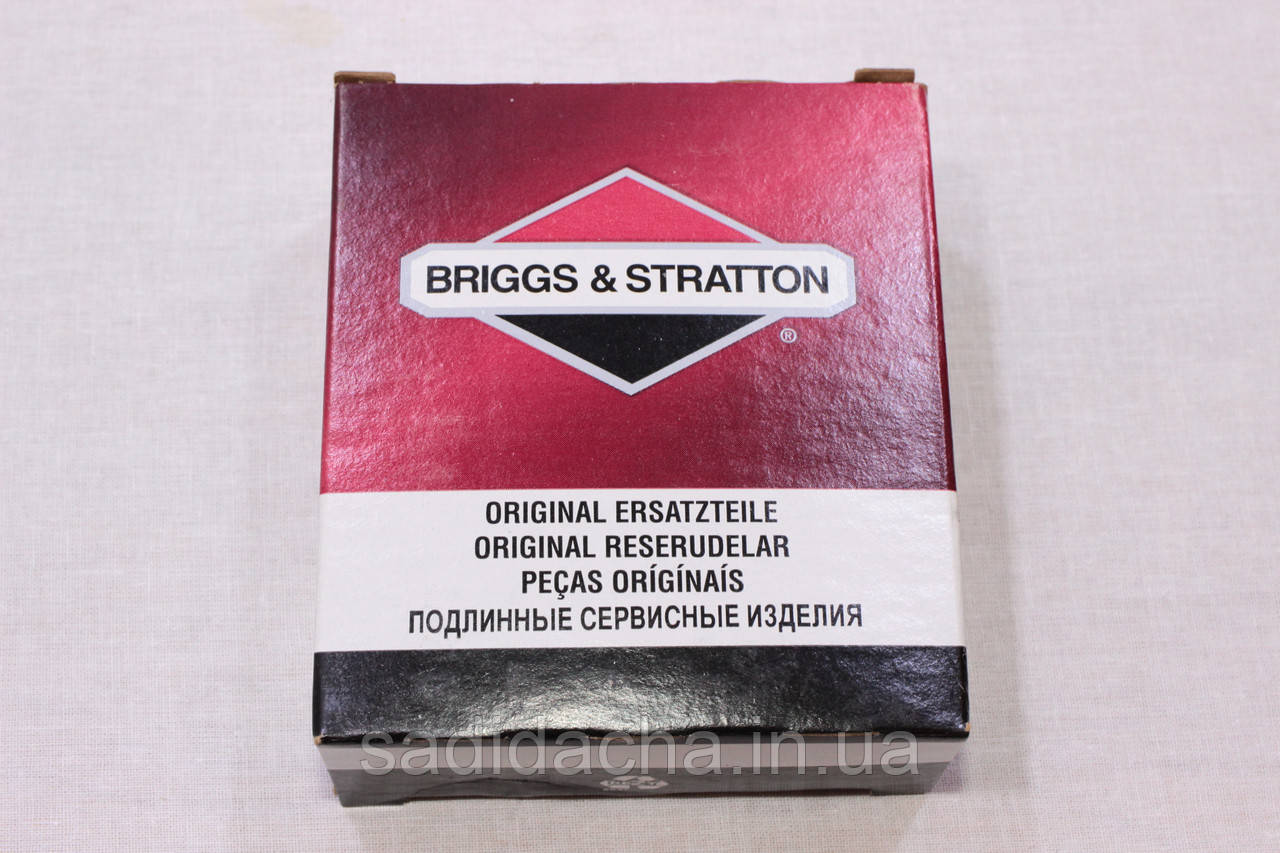 BRIGGS & STRATTON
®
ORIGINAL ERSATZTEILE
ORIGINAL RESERUDELAR
PEÇAS ORÍGÍNAÍS
ПОДЛИННЫЕ СЕРВИСНЫЕ ИЗДЕЛИЯ
sadidacha.in.ua